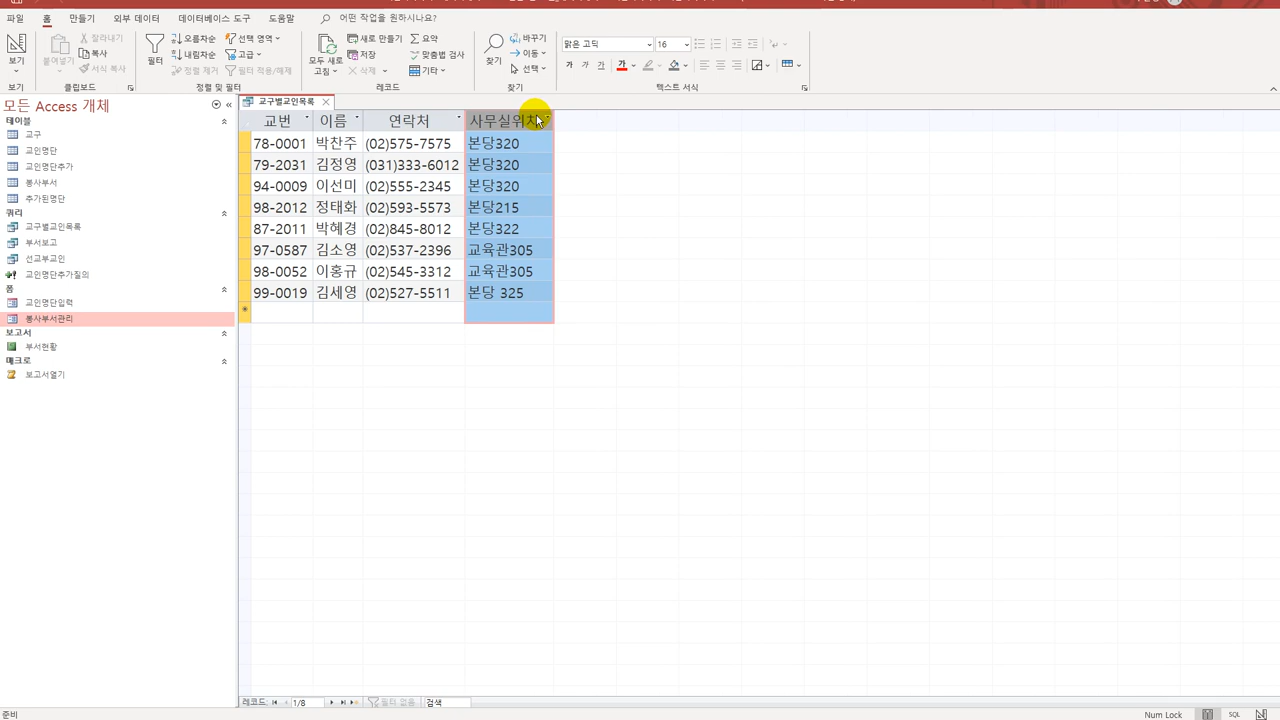 파일 홈 만들기 외부 데이터 데이터베이스 도구 도움말 어떤 작업을 원하시나요?
보기
붙여넣기
잘라내기
복사
서식 복사
필터
오름차순
내림차순
정렬 제거
선택 영역
고급
필터 적용/해제
모두 새로 고침
새로 만들기
저장
삭제
요약
맞춤법 검사
기타
찾기
바꾸기
이동
선택
맑은 고딕 16
가 가 가 가
보기 클립보드 정렬 및 필터 레코드 찾기 텍스트 서식
모든 Access 개체
테이블
교구
교인명단
교인명단추가
봉사부서
추가된명단
쿼리
교구별교인목록
부서보고
선교부교인
교인명단추가질의
폼
교인명단입력
봉사부서관리
보고서
부서현황
매크로
보고서열기
교구별교인목록
교번 이름 연락처 사무실위치
78-0001 박찬주 (02)575-7575 본당320
79-2031 김정영 (031)333-6012 본당320
94-0009 이선미 (02)555-2345 본당320
98-2012 정태화 (02)593-5573 본당215
87-2011 박혜경 (02)845-8012 본당322
97-0587 김소영 (02)537-2396 교육관305
98-0052 이홍규 (02)545-3312 교육관305
99-0019 김세영 (02)527-5511 본당 325
레코드: 1/8 필터 없음 검색
준비 Num Lock SQL